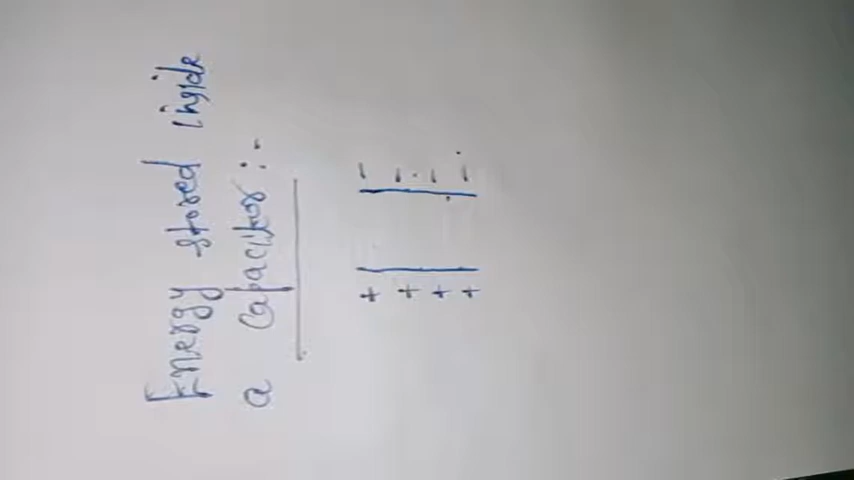 Energy stored inside
a capacitor :-
+ + + +
- - - -